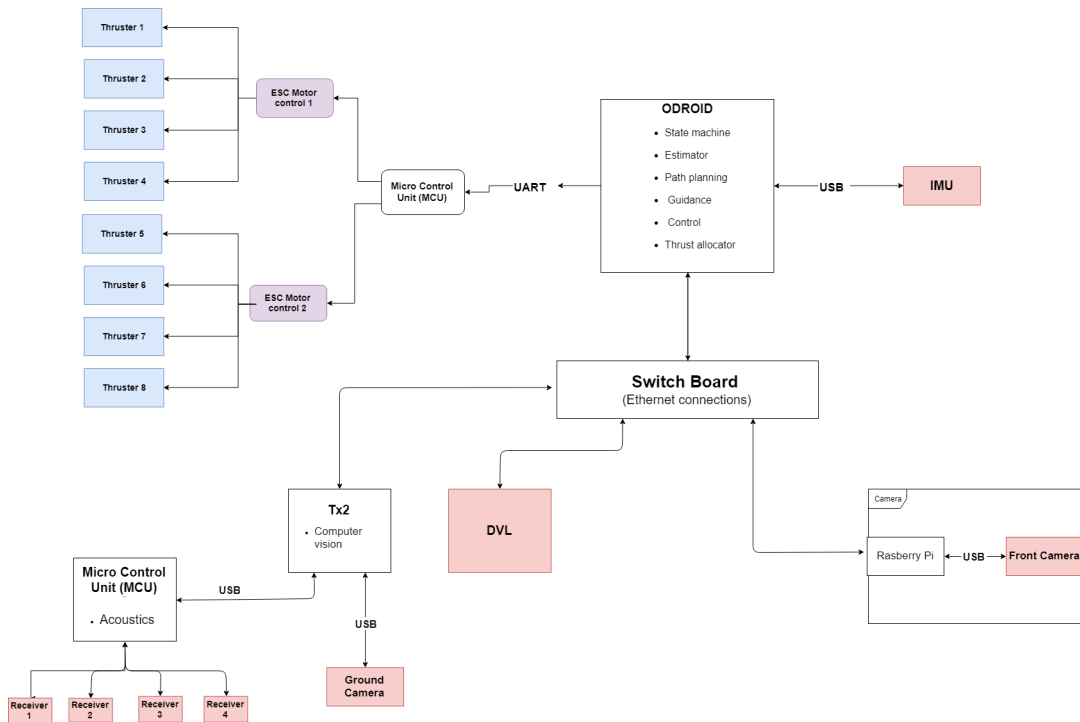 Thruster 1
Thruster 2
Thruster 3
Thruster 4
Thruster 5
Thruster 6
Thruster 7
Thruster 8
ESC Motor
control 1
ESC Motor
control 2
Micro Control
Unit (MCU)
UART
ODROID
• State machine
• Estimator
• Path planning
• Guidance
• Control
• Thrust allocator
USB
IMU
Switch Board
(Ethernet connections)
Tx2
• Computer
vision
DVL
Camera
Rasberry Pi
USB
Front Camera
Micro Control
Unit (MCU)
• Acoustics
USB
USB
Ground
Camera
Receiver
1
Receiver
2
Receiver
3
Receiver
4